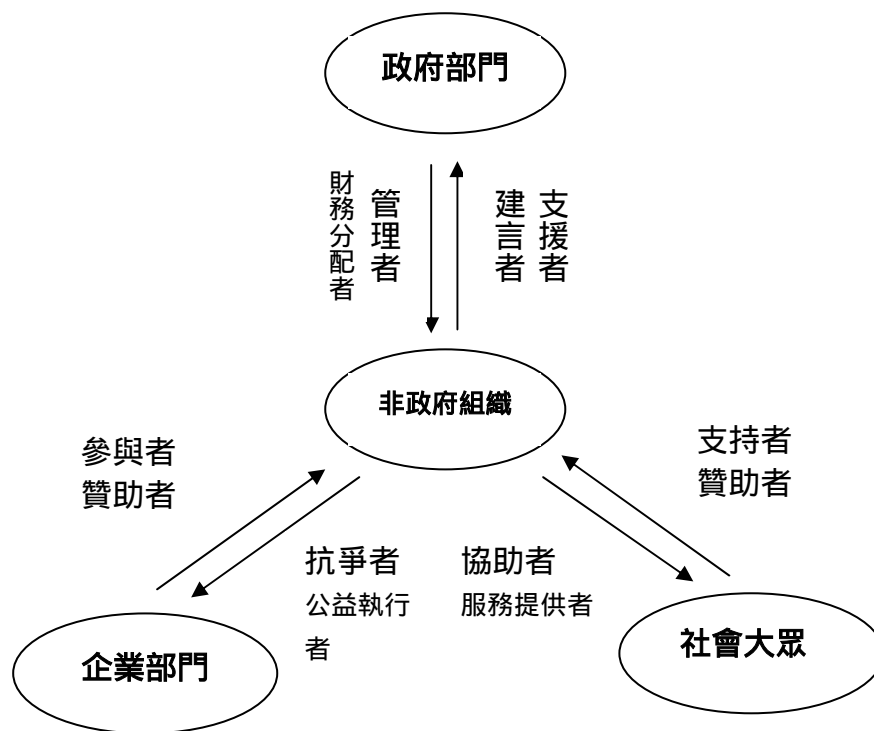 政府部門
財務分配者
管理者
建言者
支援者
非政府組織
參與者
贊助者
支持者
贊助者
抗爭者
公益執行
者
協助者
服務提供者
企業部門
社會大眾